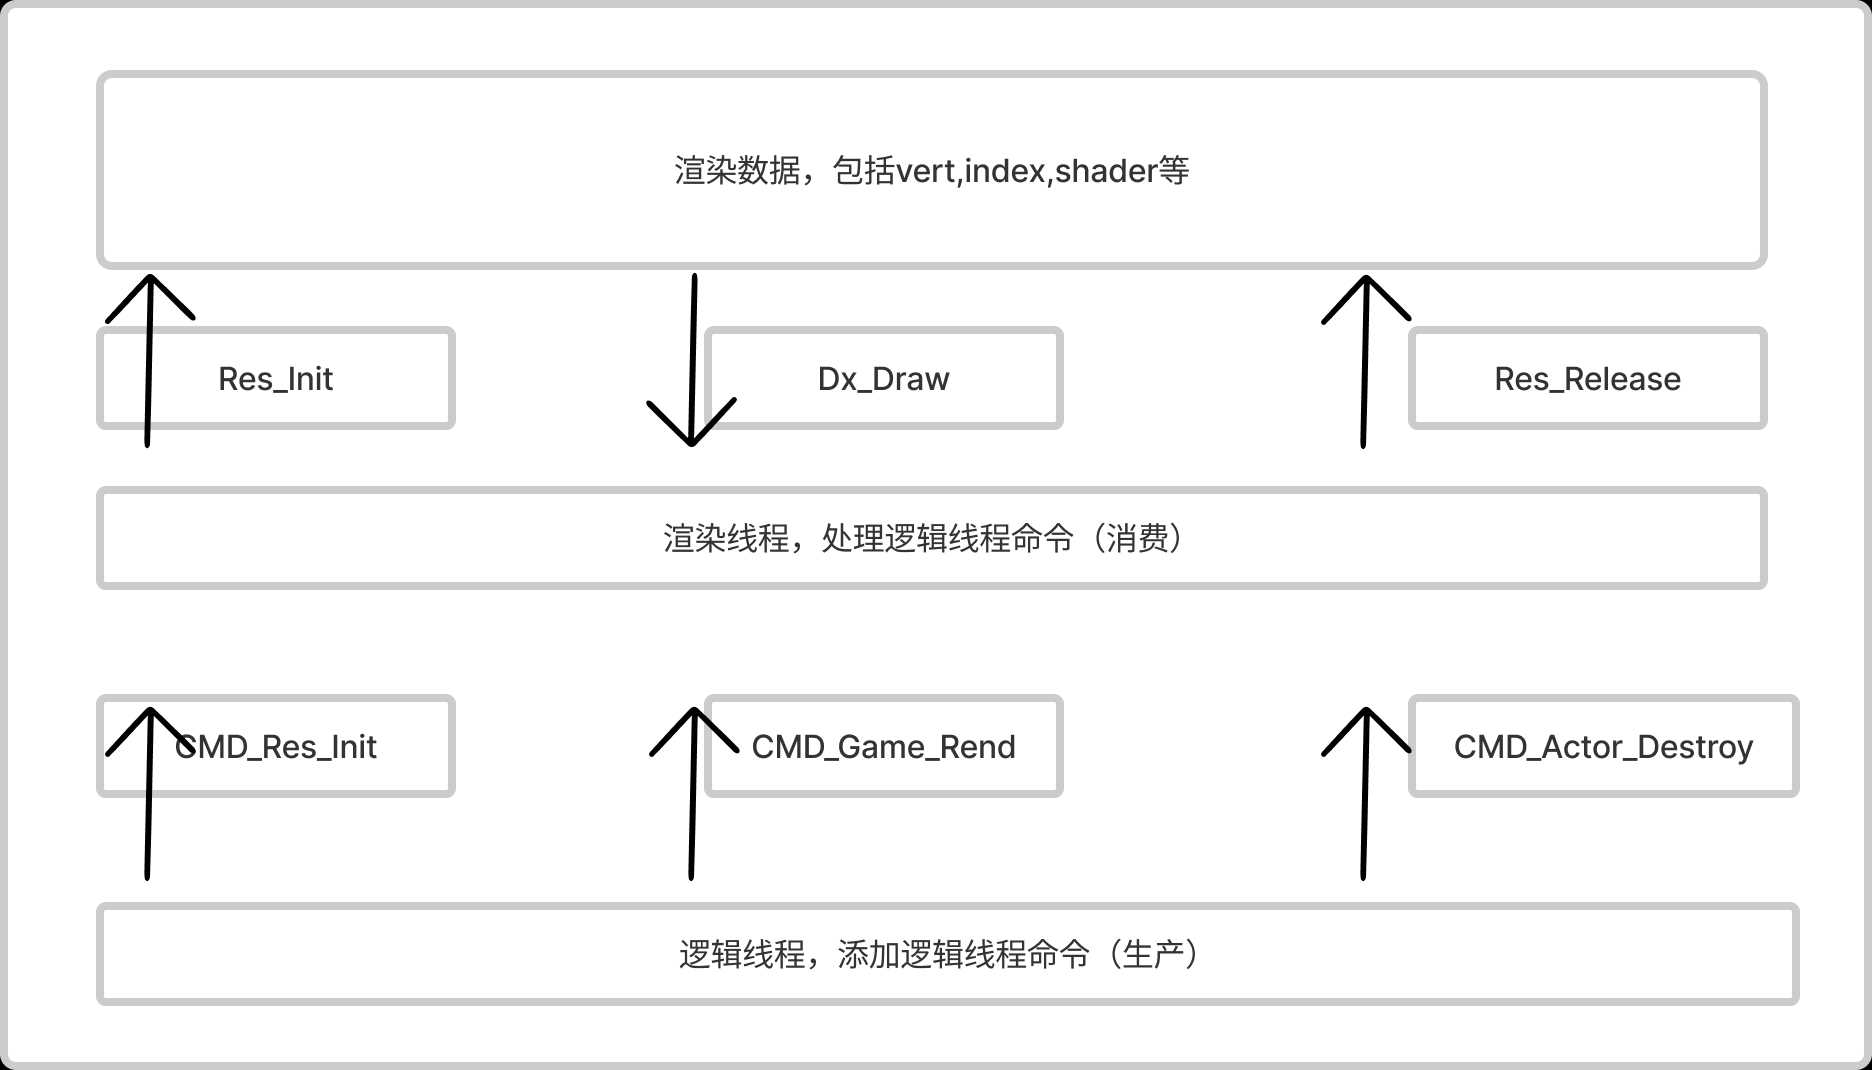 渲染数据，包括vert,index,shader等
Res_Init
Dx_Draw
Res_Release
渲染线程，处理逻辑线程命令（消费）
CMD_Res_Init
CMD_Game_Rend
CMD_Actor_Destroy
逻辑线程，添加逻辑线程命令（生产）